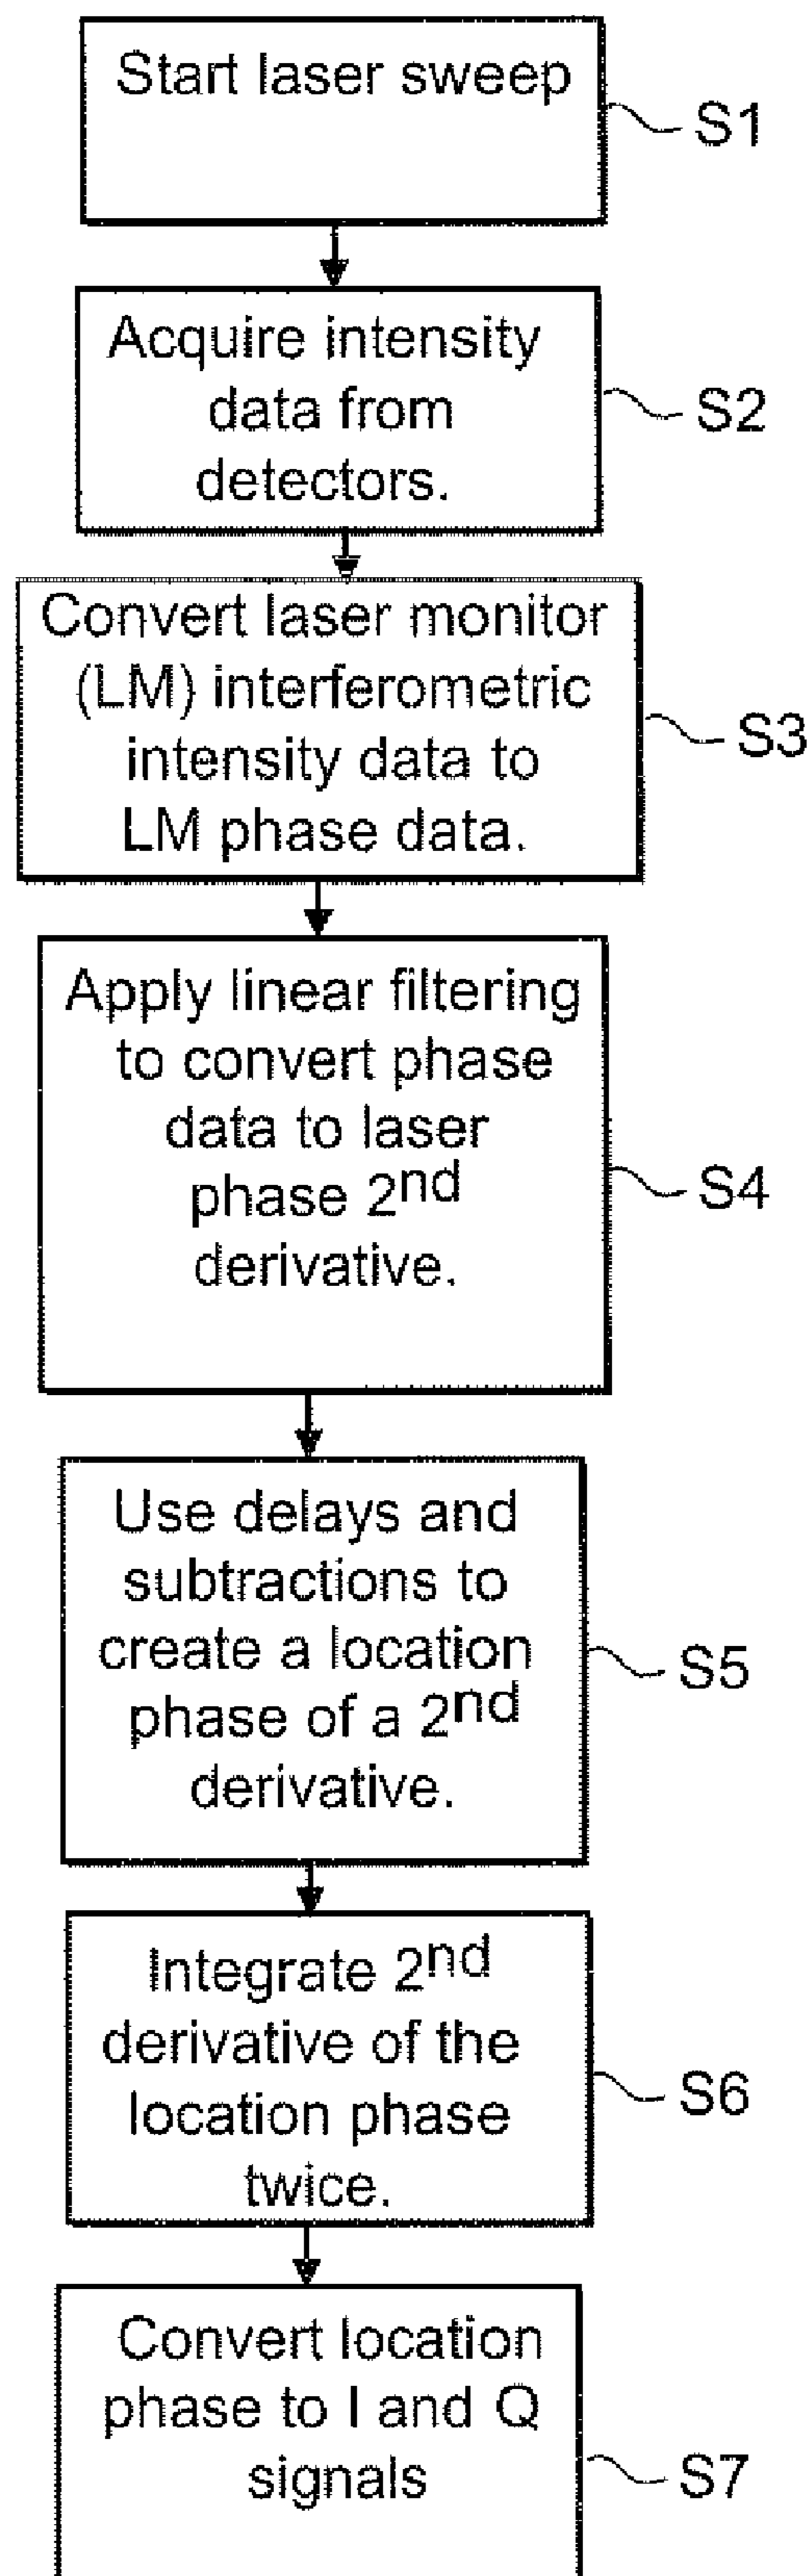 Start laser sweep
S1
Acquire intensity
data from
detectors.
S2
Convert laser monitor
(LM) interferometric
intensity data to
LM phase data.
S3
Apply linear filtering
to convert phase
data to laser
phase 2nd
derivative.
S4
Use delays and
subtractions to
create a location
phase of a 2nd
derivative.
S5
Integrate 2nd
derivative of the
location phase
twice.
S6
Convert location
phase to I and Q
signals
S7